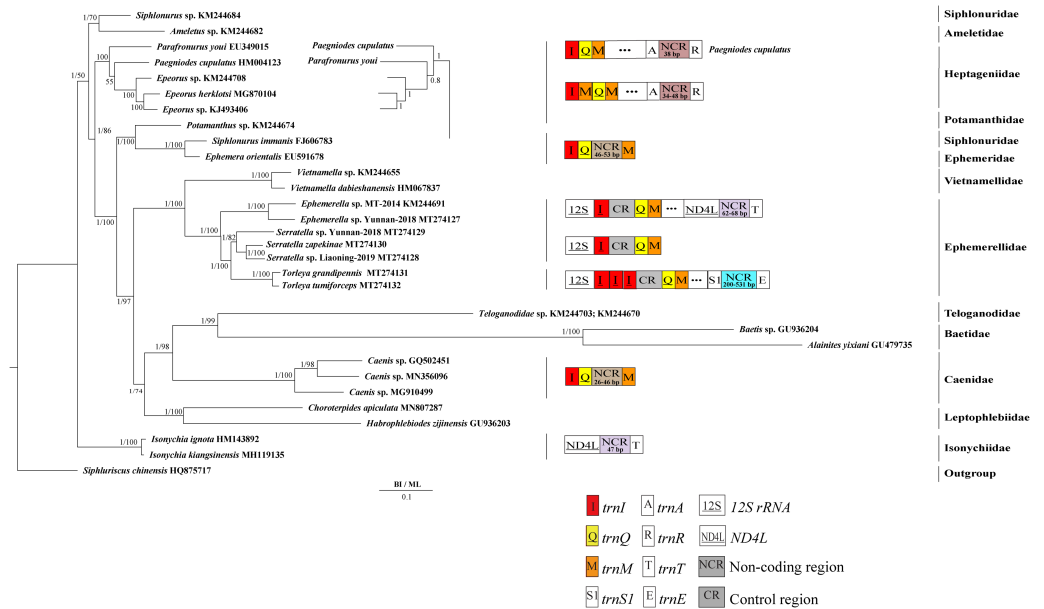 Siphlonurus sp. KM244684
Ameletus sp. KM244682
Parafronurus youi EU349015
Paegniodes cupulatus HM004123
Epeorus sp. KM244708
Epeorus herklotsi MG870104
Epeorus sp. KJ493406
Potamanthus sp. KM244674
Siphlonurus immanis FJ606783
Ephemera orientalis EU591678
Vietnamella sp. KM244655
Vietnamella dabieshanensis HM067837
Ephemerella sp. MT-2014 KM244691
Ephemerella sp. Yunnan-2018 MT274127
Serratella sp. Yunnan-2018 MT274129
Serratella zapekinae MT274130
Serratella sp. Liaoning-2019 MT274128
Torleya grandipennis MT274131
Torleya tumiforceps MT274132
Teloganodidae sp. KM244703; KM244670
Baetis sp. GU936204
Alainites yixiani GU479735
Caenis sp. GQ502451
Caenis sp. MN356096
Caenis sp. MG910499
Choroterpides apiculata MN807287
Habrophlebiodes zijinensis GU936203
Isonychia ignota HM143892
Isonychia kiangsinensis MH119135
Siphluriscus chinensis HQ875717
1/70
1/50
100
55
100
100
1/86
1/100
1/100
1/100
1/100
1/100
1/100
1/100
1/82
1/100
1/100
1/100
1/97
1/99
1/100
1/98
1/98
1/100
1/74
1/100
1/100
Paegniodes cupulatus
Parafronurus youi
1
0.8
1
1
I Q M ... A NCR 38 bp R Paegniodes cupulatus
I M Q M ... A NCR 34-48 bp R
I Q NCR 46-53 bp M
12S I CR Q M ... ND4L NCR 62-68 bp T
12S I CR Q M
12S I I I CR Q M ... S1 NCR 200-531 bp E
I Q NCR 26-46 bp M
ND4L NCR 47 bp T
Siphlonuridae
Ameletidae
Heptageniidae
Potamanthidae
Siphlonuridae
Ephemeridae
Vietnamellidae
Ephemerellidae
Teloganodidae
Baetidae
Caenidae
Leptophlebiidae
Isonychiidae
Outgroup
BI / ML
0.1
I trnI A trnA 12S 12S rRNA
Q trnQ R trnR ND4L ND4L
M trnM T trnT NCR Non-coding region
S1 trnS1 E trnE CR Control region